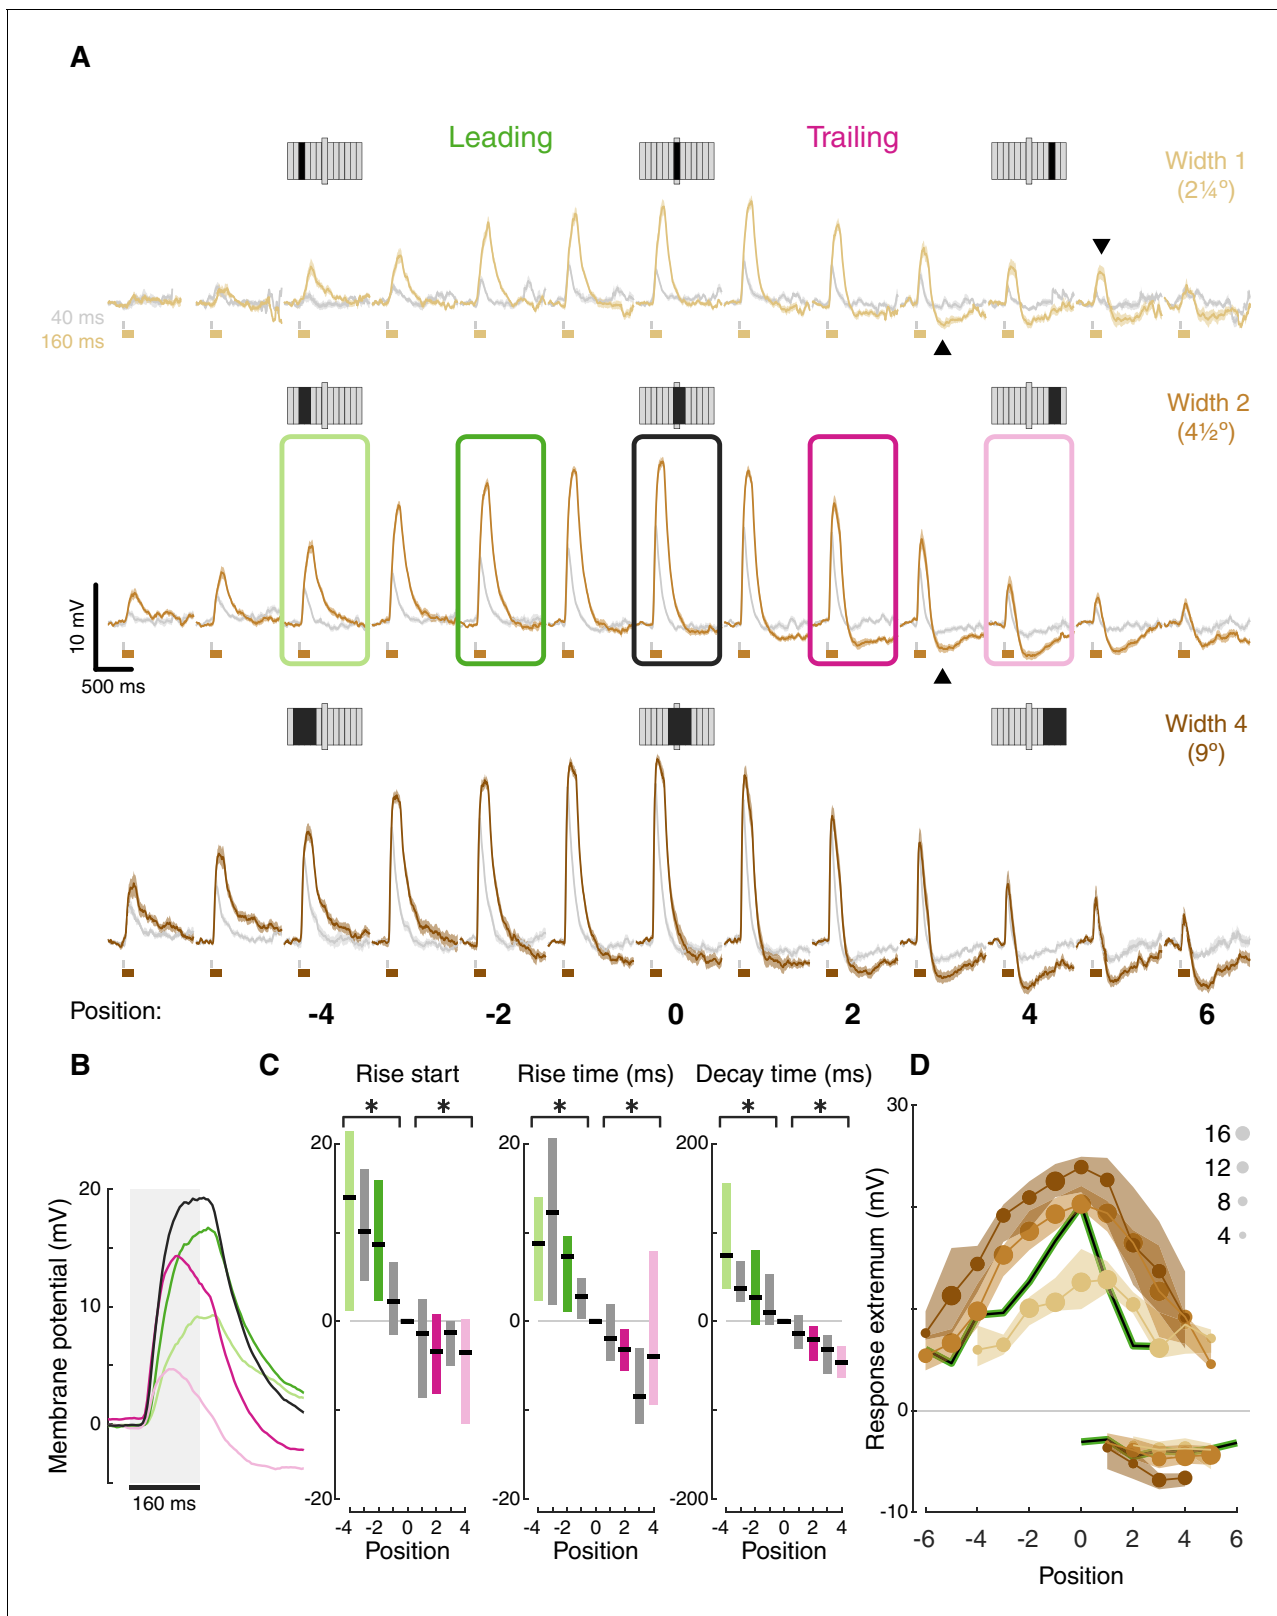 A
Leading
Trailing
Width 1
(2¼º)
40 ms
160 ms
Width 2
(4½º)
10 mV
500 ms
Width 4
(9º)
Position:
-4
-2
0
2
4
6
B
Membrane potential (mV)
20
10
0
160 ms
C
Rise start
*
*
20
0
-20
-4 -2 0 2 4
Position
Rise time (ms)
*
*
20
0
-20
-4 -2 0 2 4
Position
Decay time (ms)
*
*
200
0
-200
-4 -2 0 2 4
Position
D
Response extremum (mV)
30
0
-10
16
12
8
4
-6 -4 -2 0 2 4 6
Position